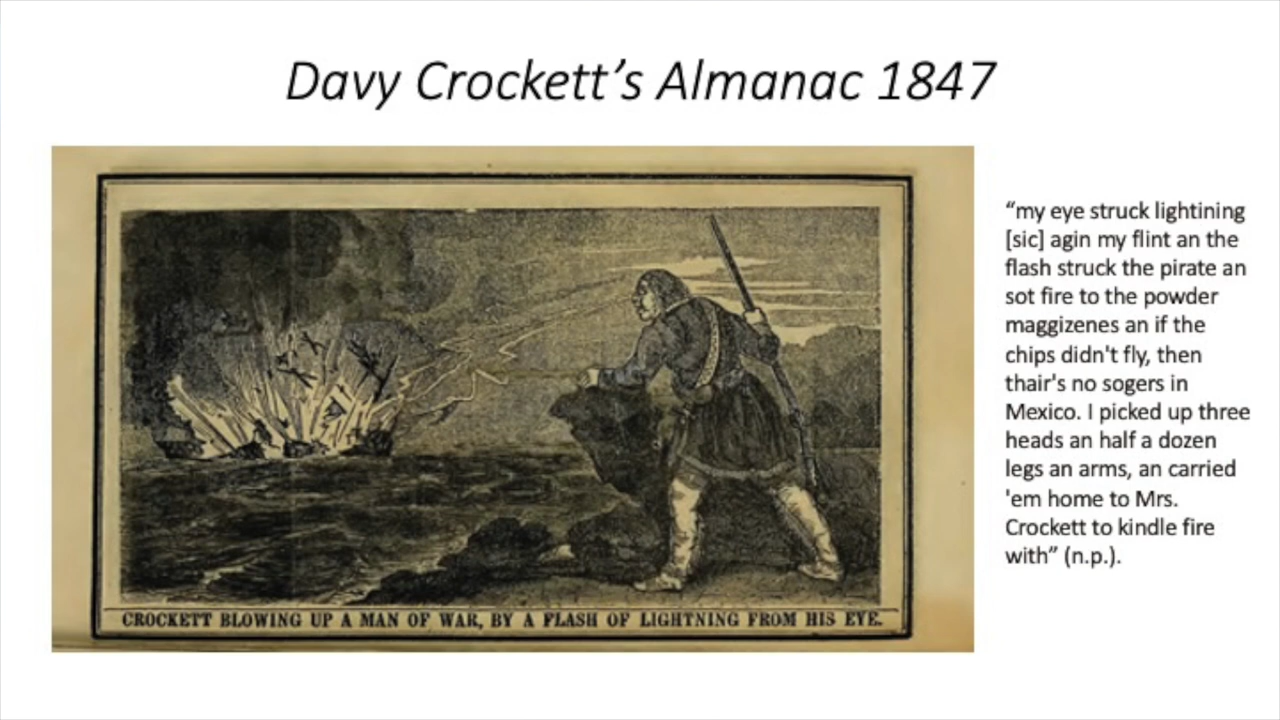 Davy Crockett’s Almanac 1847
“my eye struck lightining
[sic] agin my flint an the
flash struck the pirate an
sot fire to the powder
maggizenes an if the
chips didn't fly, then
thair's no sogers in
Mexico. I picked up three
heads an half a dozen
legs an arms, an carried
'em home to Mrs.
Crockett to kindle fire
with” (n.p.).
CROCKETT BLOWING UP A MAN OF WAR, BY A FLASH OF LIGHTNING FROM HIS EYE.